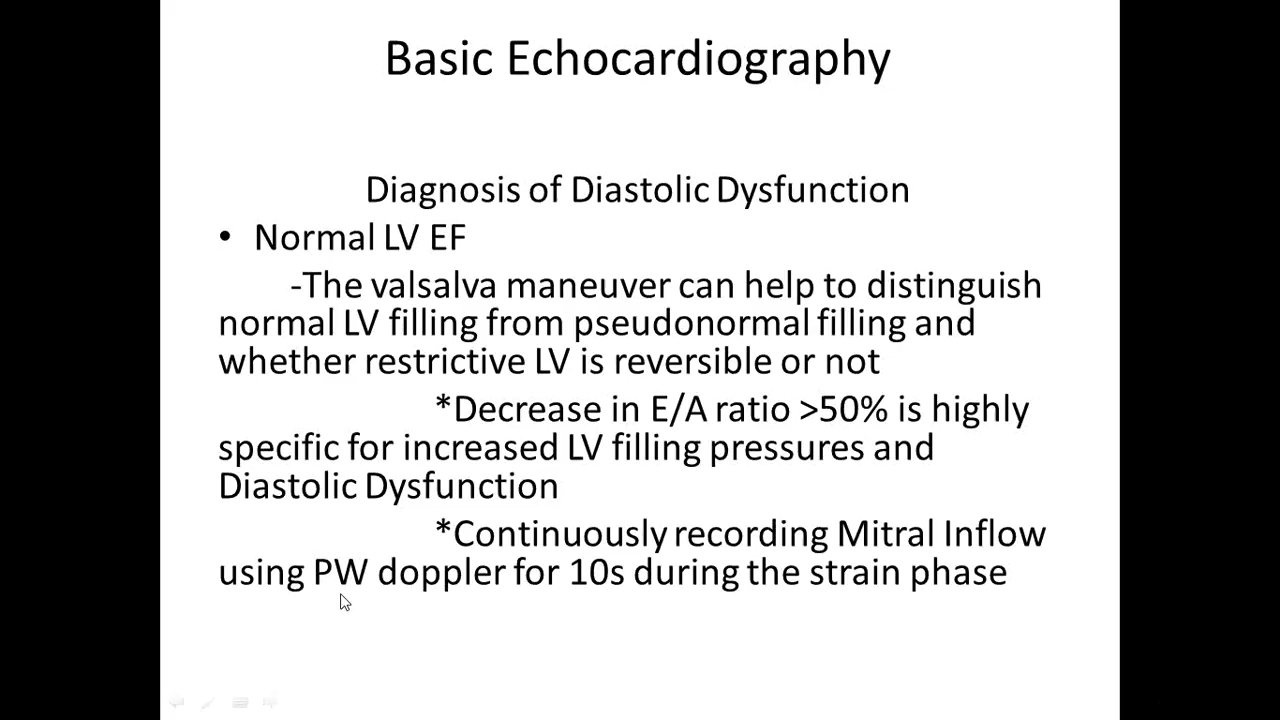 Basic Echocardiography
Diagnosis of Diastolic Dysfunction
• Normal LV EF
-The valsalva maneuver can help to distinguish
normal LV filling from pseudonormal filling and
whether restrictive LV is reversible or not
*Decrease in E/A ratio >50% is highly
specific for increased LV filling pressures and
Diastolic Dysfunction
*Continuously recording Mitral Inflow
using PW doppler for 10s during the strain phase